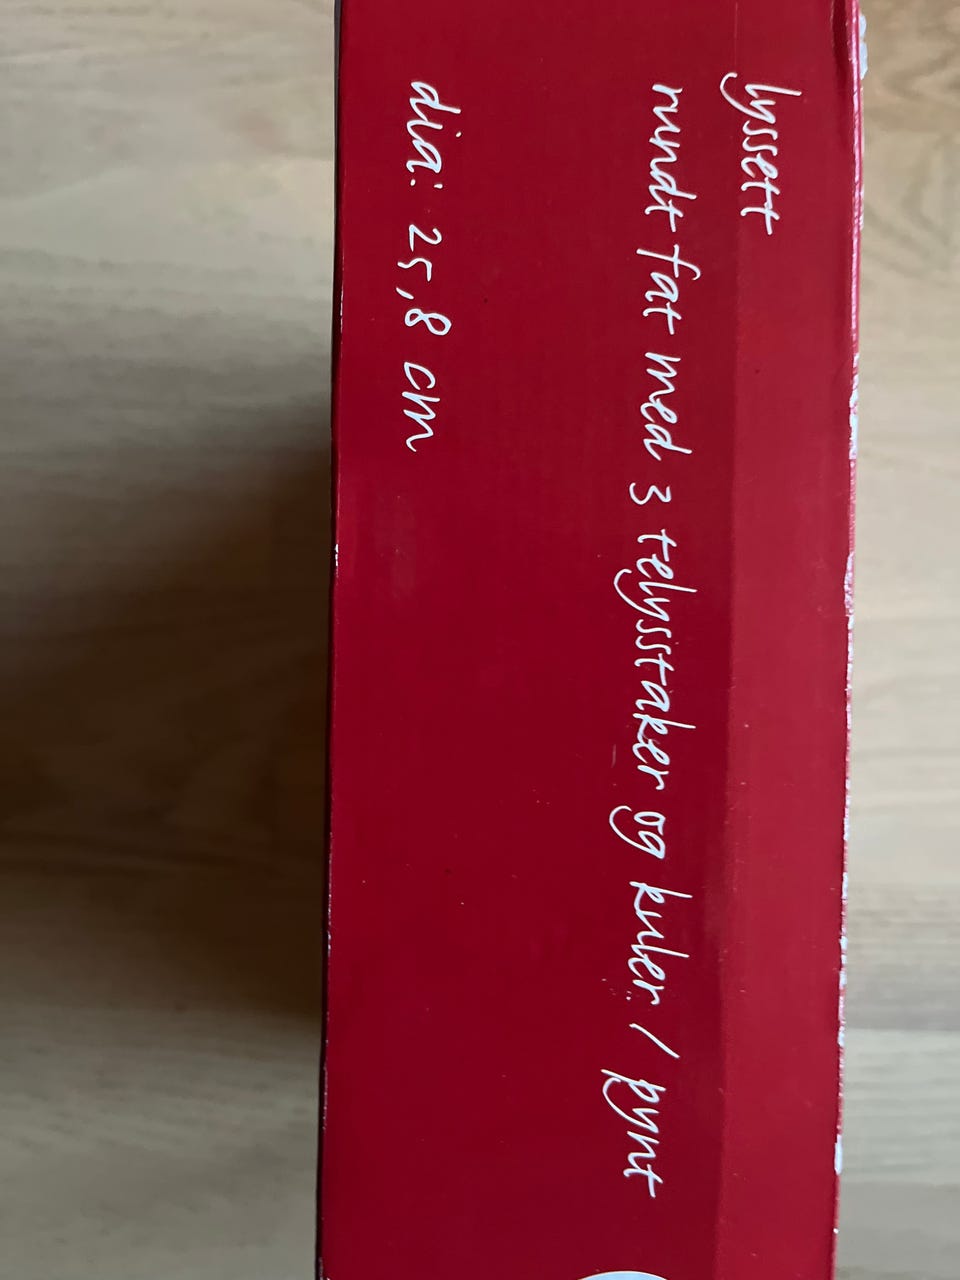 lyssett
rundt fat med 3 telysstaker og kuler / pynt
dia: 25,8 cm